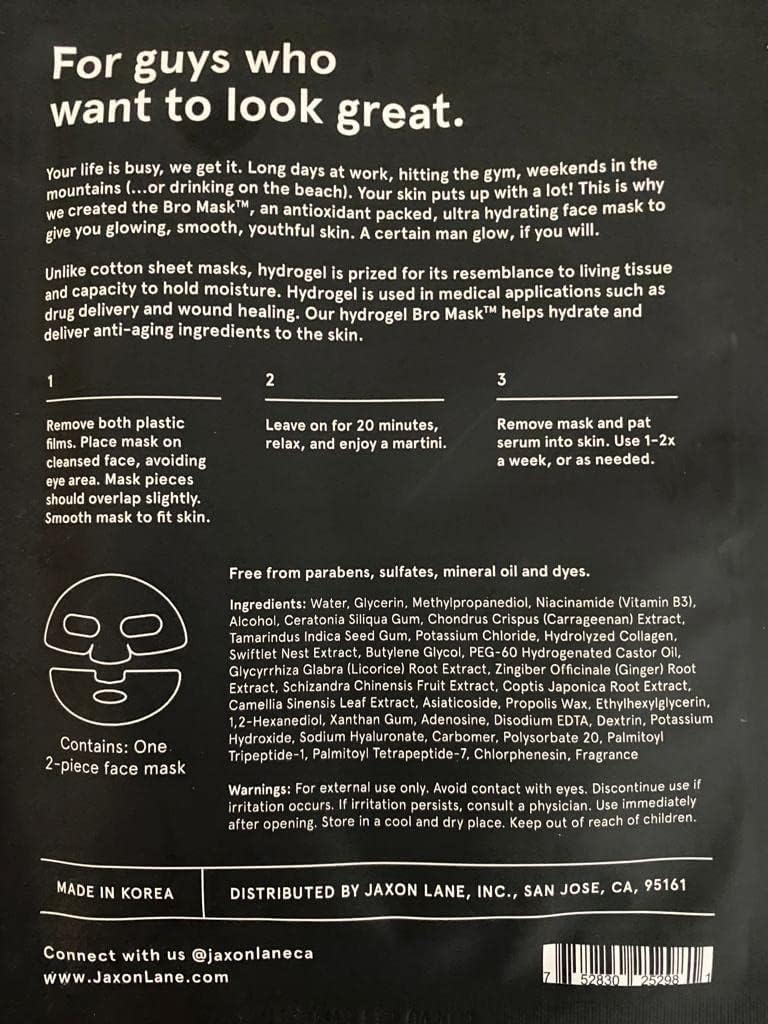 For guys who
want to look great.
Your life is busy, we get it. Long days at work, hitting the gym, weekends in the
mountains (...or drinking on the beach). Your skin puts up with a lot! This is why
we created the Bro Mask™, an antioxidant packed, ultra hydrating face mask to
give you glowing, smooth, youthful skin. A certain man glow, if you will.
Unlike cotton sheet masks, hydrogel is prized for its resemblance to living tissue
and capacity to hold moisture. Hydrogel is used in medical applications such as
drug delivery and wound healing. Our hydrogel Bro Mask™ helps hydrate and
deliver anti-aging ingredients to the skin.
1
Remove both plastic
films. Place mask on
cleansed face, avoiding
eye area. Mask pieces
should overlap slightly.
Smooth mask to fit skin.
2
Leave on for 20 minutes,
relax, and enjoy a martini.
3
Remove mask and pat
serum into skin. Use 1-2x
a week, or as needed.
Contains: One
2-piece face mask
Free from parabens, sulfates, mineral oil and dyes.
Ingredients: Water, Glycerin, Methylpropanediol, Niacinamide (Vitamin B3),
Alcohol, Ceratonia Siliqua Gum, Chondrus Crispus (Carrageenan) Extract,
Tamarindus Indica Seed Gum, Potassium Chloride, Hydrolyzed Collagen,
Swiftlet Nest Extract, Butylene Glycol, PEG-60 Hydrogenated Castor Oil,
Glycyrrhiza Glabra (Licorice) Root Extract, Zingiber Officinale (Ginger) Root
Extract, Schizandra Chinensis Fruit Extract, Coptis Japonica Root Extract,
Camellia Sinensis Leaf Extract, Asiaticoside, Propolis Wax, Ethylhexylglycerin,
1,2-Hexanediol, Xanthan Gum, Adenosine, Disodium EDTA, Dextrin, Potassium
Hydroxide, Sodium Hyaluronate, Carbomer, Polysorbate 20, Palmitoyl
Tripeptide-1, Palmitoyl Tetrapeptide-7, Chlorphenesin, Fragrance
Warnings: For external use only. Avoid contact with eyes. Discontinue use if
irritation occurs. If irritation persists, consult a physician. Use immediately
after opening. Store in a cool and dry place. Keep out of reach of children.
MADE IN KOREA
DISTRIBUTED BY JAXON LANE, INC., SAN JOSE, CA, 95161
Connect with us @jaxonlaneca
www.JaxonLane.com
7 52830 25298 1